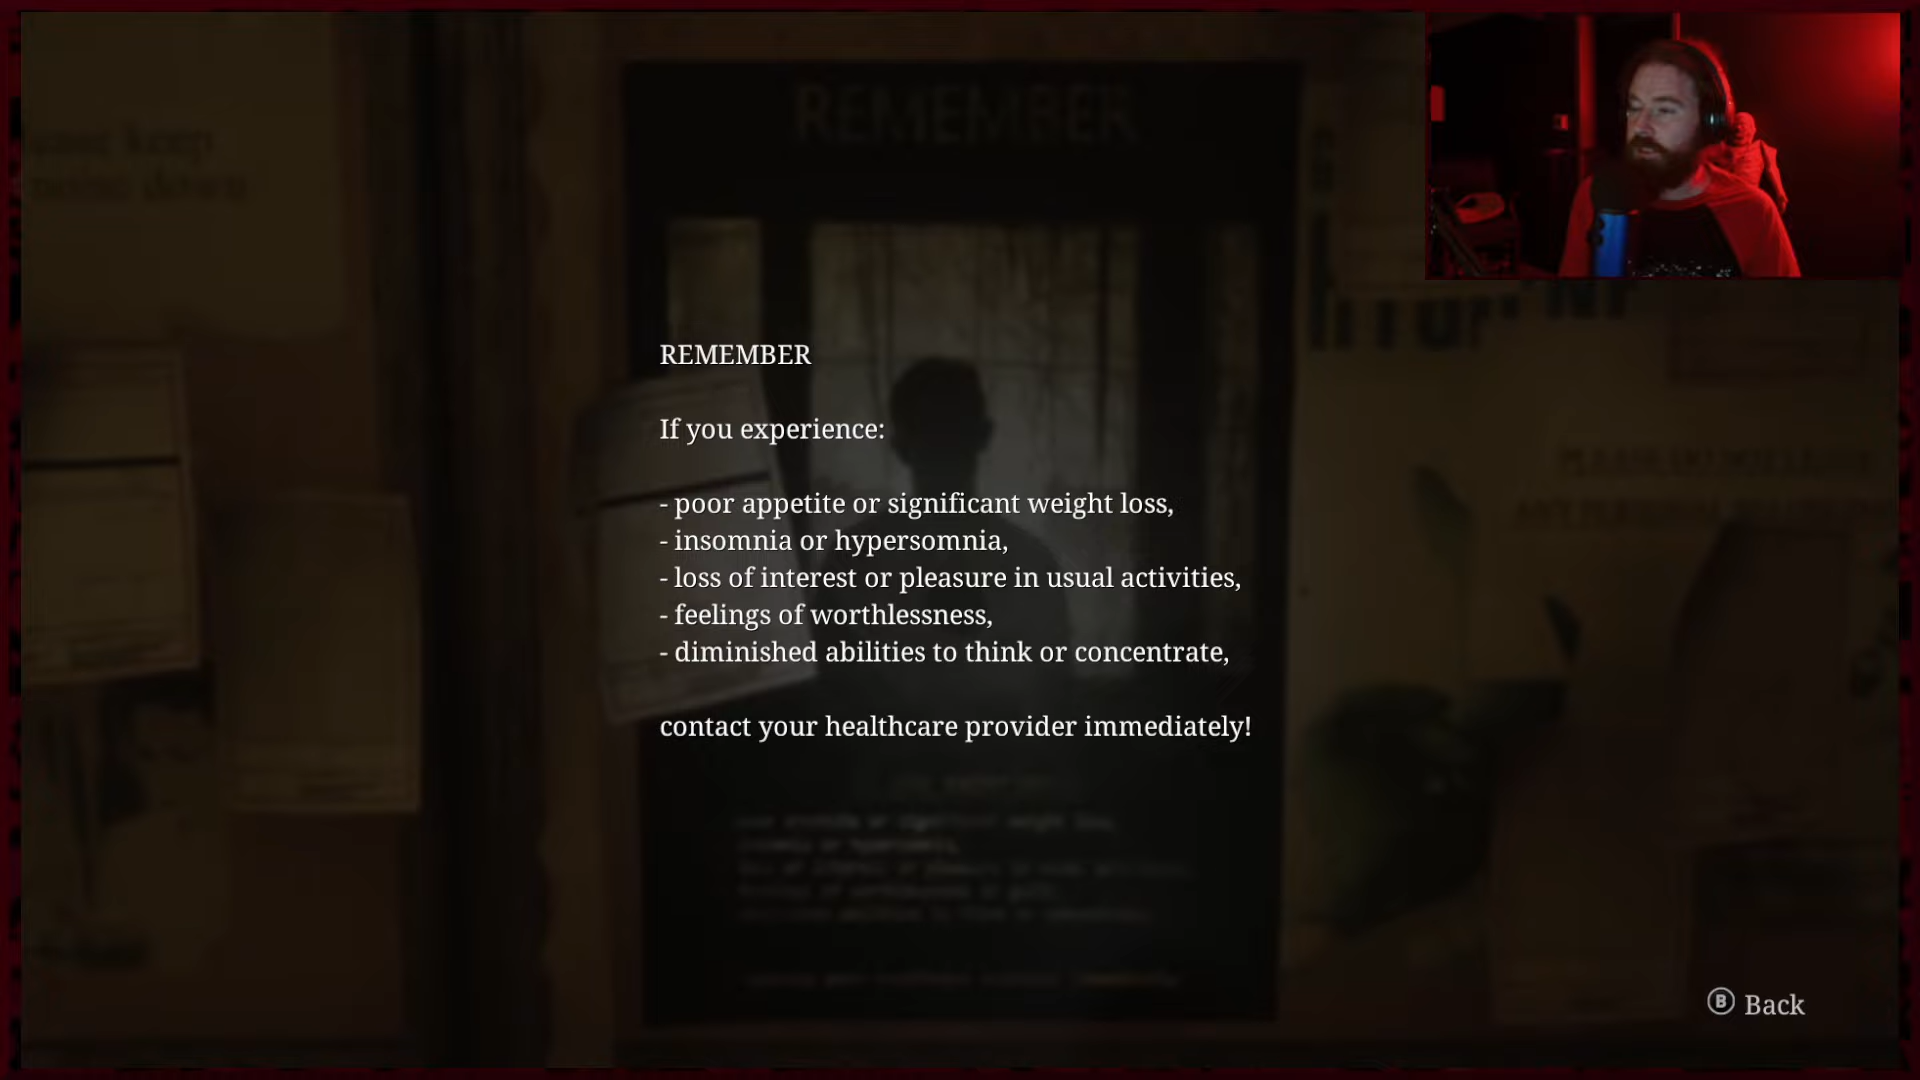 REMEMBER
REMEMBER
If you experience:
- poor appetite or significant weight loss,
- insomnia or hypersomnia,
- loss of interest or pleasure in usual activities,
- feelings of worthlessness,
- diminished abilities to think or concentrate,
contact your healthcare provider immediately!
B Back